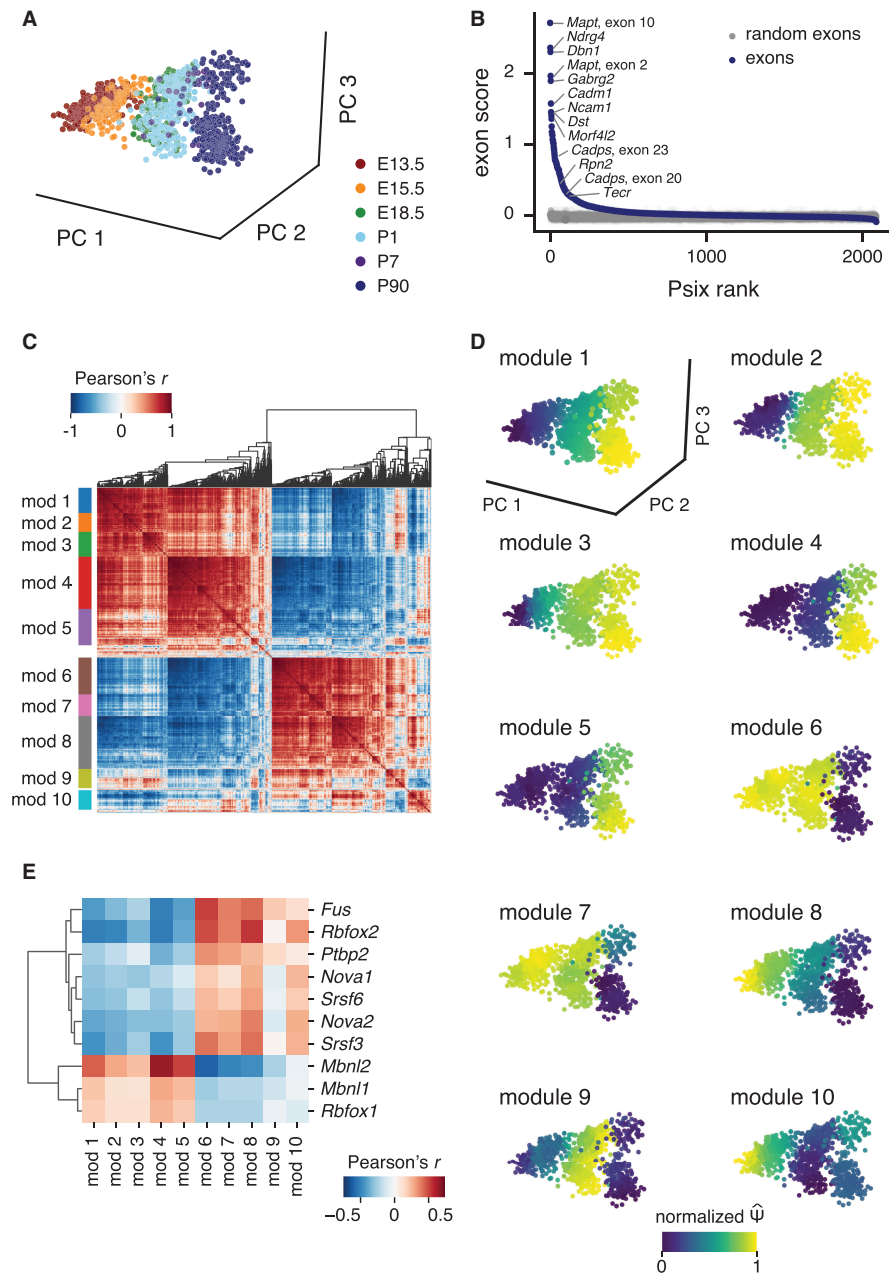 A
PC 1
PC 2
PC 3
E13.5
E15.5
E18.5
P1
P7
P90
B
exon score
2
1
0
Mapt, exon 10
Ndrg4
Dbn1
Mapt, exon 2
Gabrg2
Cadm1
Ncam1
Dst
Morf4l2
Cadps, exon 23
Rpn2
Cadps, exon 20
Tecr
random exons
exons
0
1000
2000
Psix rank
C
Pearson's r
-1
0
1
mod 1
mod 2
mod 3
mod 4
mod 5
mod 6
mod 7
mod 8
mod 9
mod 10
D
module 1
module 2
PC 1
PC 2
PC 3
module 3
module 4
module 5
module 6
module 7
module 8
module 9
module 10
normalized Ψ̂
0
1
E
Fus
Rbfox2
Ptbp2
Nova1
Srsf6
Nova2
Srsf3
Mbnl2
Mbnl1
Rbfox1
mod 1
mod 2
mod 3
mod 4
mod 5
mod 6
mod 7
mod 8
mod 9
mod 10
Pearson's r
−0.5
0
0.5